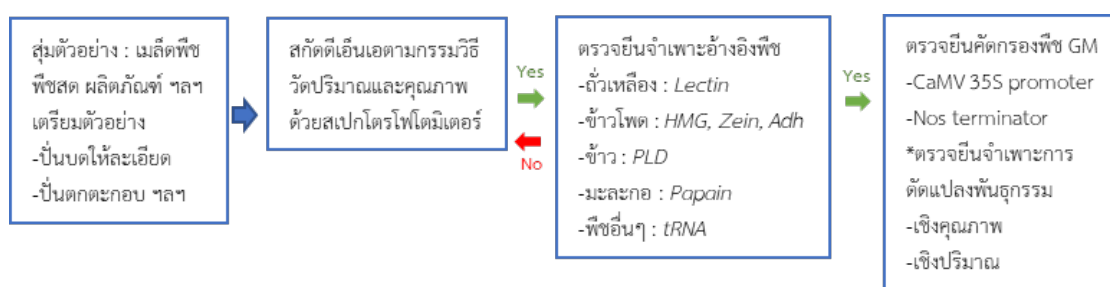 สุ่มตัวอย่าง : เมล็ดพืช
พืชสด ผลิตภัณฑ์ ฯลฯ
เตรียมตัวอย่าง
-ปั่นบดให้ละเอียด
-ปั่นตกตะกอบ ฯลฯ
สกัดดีเอ็นเอตามกรรมวิธี
วัดปริมาณและคุณภาพ
ด้วยสเปกโตรโฟโตมิเตอร์
Yes
No
ตรวจยีนจำเพาะอ้างอิงพืช
-ถั่วเหลือง : Lectin
-ข้าวโพด : HMG, Zein, Adh
-ข้าว : PLD
-มะละกอ : Papain
-พืชอื่นๆ : tRNA
Yes
ตรวจยีนคัดกรองพืช GM
-CaMV 35S promoter
-Nos terminator
*ตรวจยีนจำเพาะการ
ดัดแปลงพันธุกรรม
-เชิงคุณภาพ
-เชิงปริมาณ